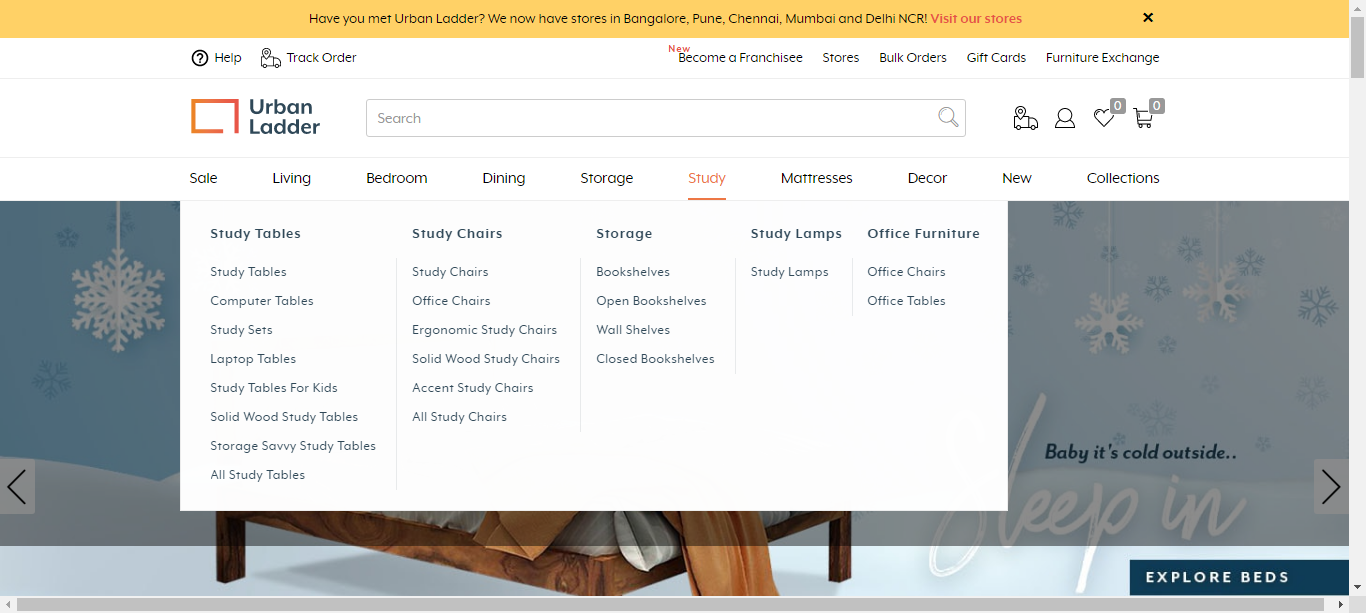 Have you met Urban Ladder? We now have stores in Bangalore, Pune, Chennai, Mumbai and Delhi NCR! Visit our stores
Help Track Order New Become a Franchisee Stores Bulk Orders Gift Cards Furniture Exchange
Urban
Ladder
Search
0 0
Sale Living Bedroom Dining Storage Study Mattresses Decor New Collections
Study Tables
Study Tables
Computer Tables
Study Sets
Laptop Tables
Study Tables For Kids
Solid Wood Study Tables
Storage Savvy Study Tables
All Study Tables
Study Chairs
Study Chairs
Office Chairs
Ergonomic Study Chairs
Solid Wood Study Chairs
Accent Study Chairs
All Study Chairs
Storage
Bookshelves
Open Bookshelves
Wall Shelves
Closed Bookshelves
Study Lamps
Study Lamps
Office Furniture
Office Chairs
Office Tables
Baby it's cold outside..
Sleep in
EXPLORE BEDS